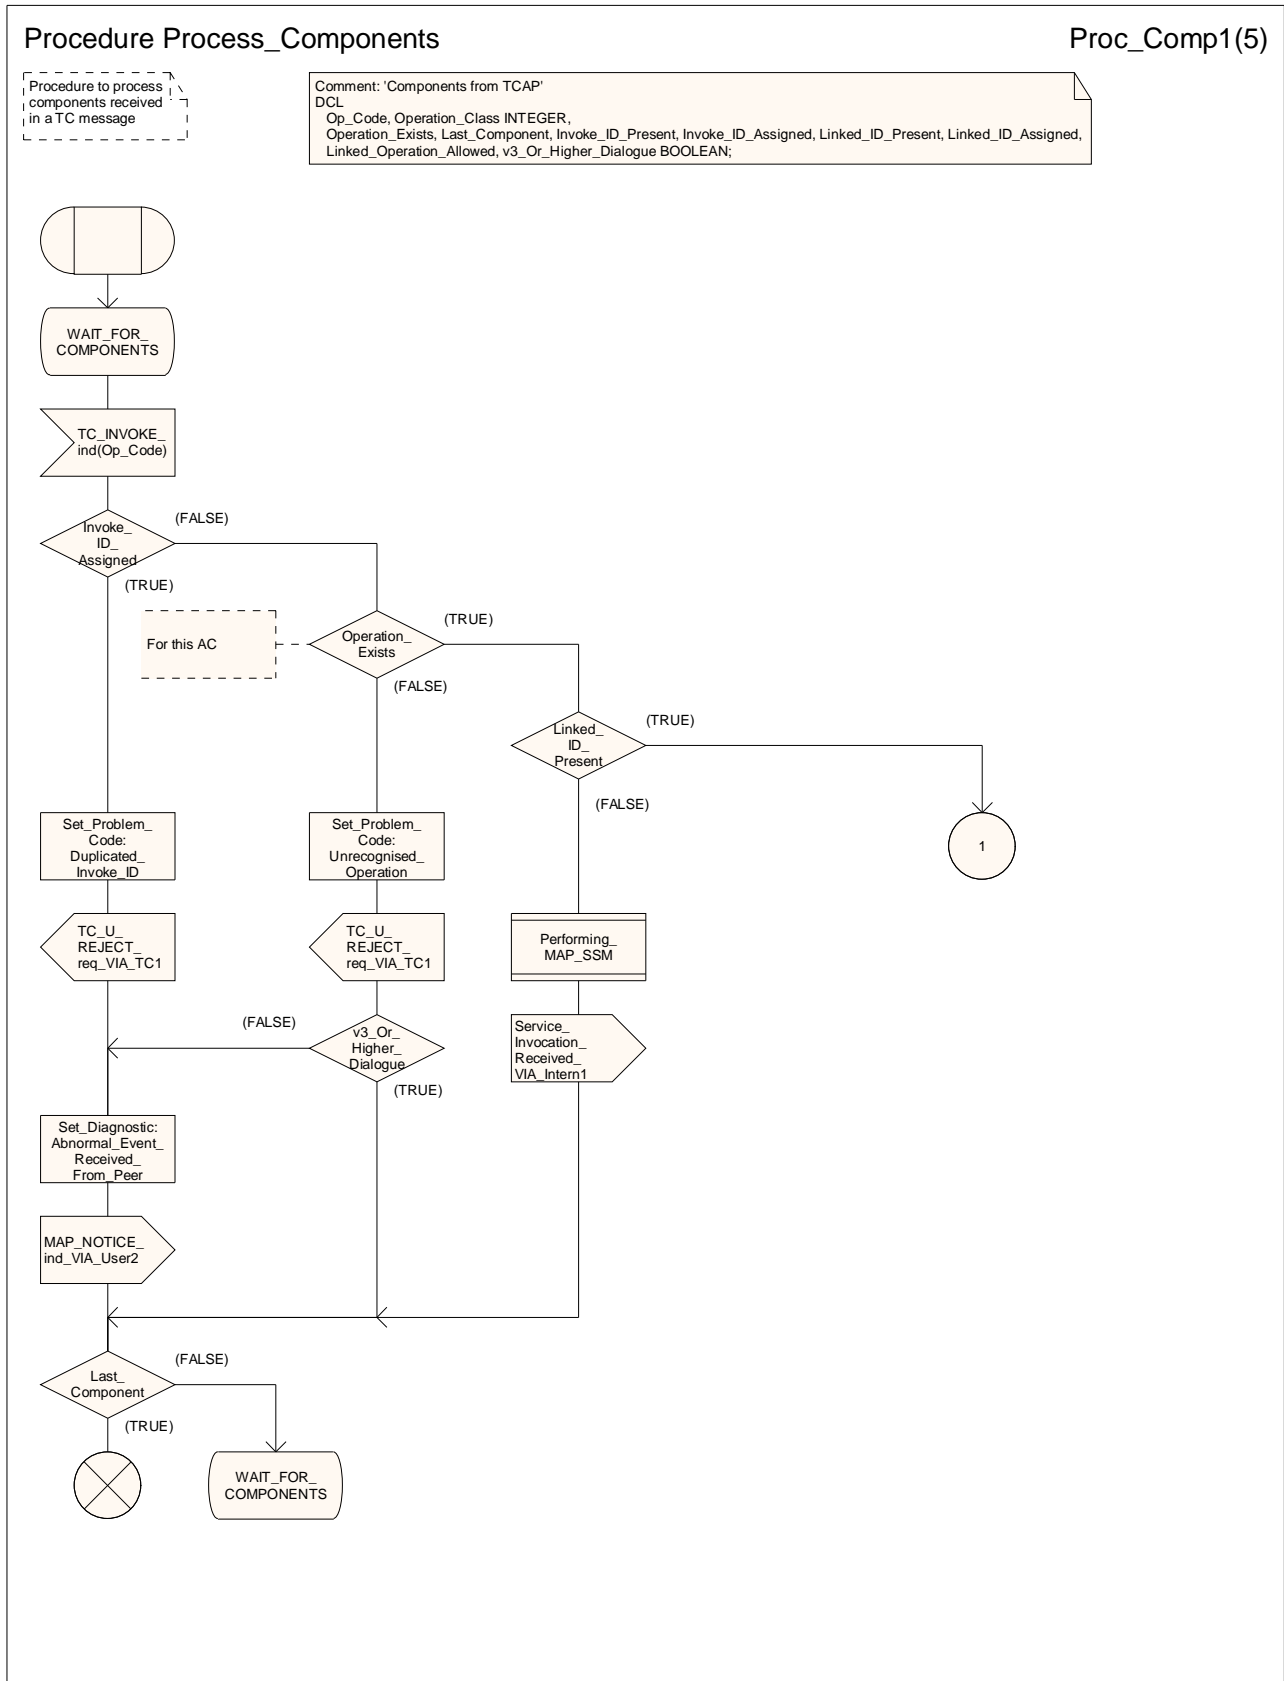 Procedure Process_Components
Proc_Comp1(5)
Procedure to process
components received
in a TC message
Comment: 'Components from TCAP'
DCL
Op_Code, Operation_Class INTEGER,
Operation_Exists, Last_Component, Invoke_ID_Present, Invoke_ID_Assigned, Linked_ID_Present, Linked_ID_Assigned,
Linked_Operation_Allowed, v3_Or_Higher_Dialogue BOOLEAN;
WAIT_FOR_
COMPONENTS
TC_INVOKE_
ind(Op_Code)
Invoke_
ID_
Assigned
(FALSE)
(TRUE)
For this AC
Operation_
Exists
(TRUE)
(FALSE)
Linked_
ID_
Present
(TRUE)
(FALSE)
1
Set_Problem_
Code:
Duplicated_
Invoke_ID
Set_Problem_
Code:
Unrecognised_
Operation
TC_U_
REJECT_
req_VIA_TC1
TC_U_
REJECT_
req_VIA_TC1
Performing_
MAP_SSM
(FALSE)
v3_Or_
Higher_
Dialogue
(TRUE)
Service_
Invocation_
Received_
VIA_Intern1
Set_Diagnostic:
Abnormal_Event_
Received_
From_Peer
MAP_NOTICE_
ind_VIA_User2
Last_
Component
(FALSE)
(TRUE)
WAIT_FOR_
COMPONENTS